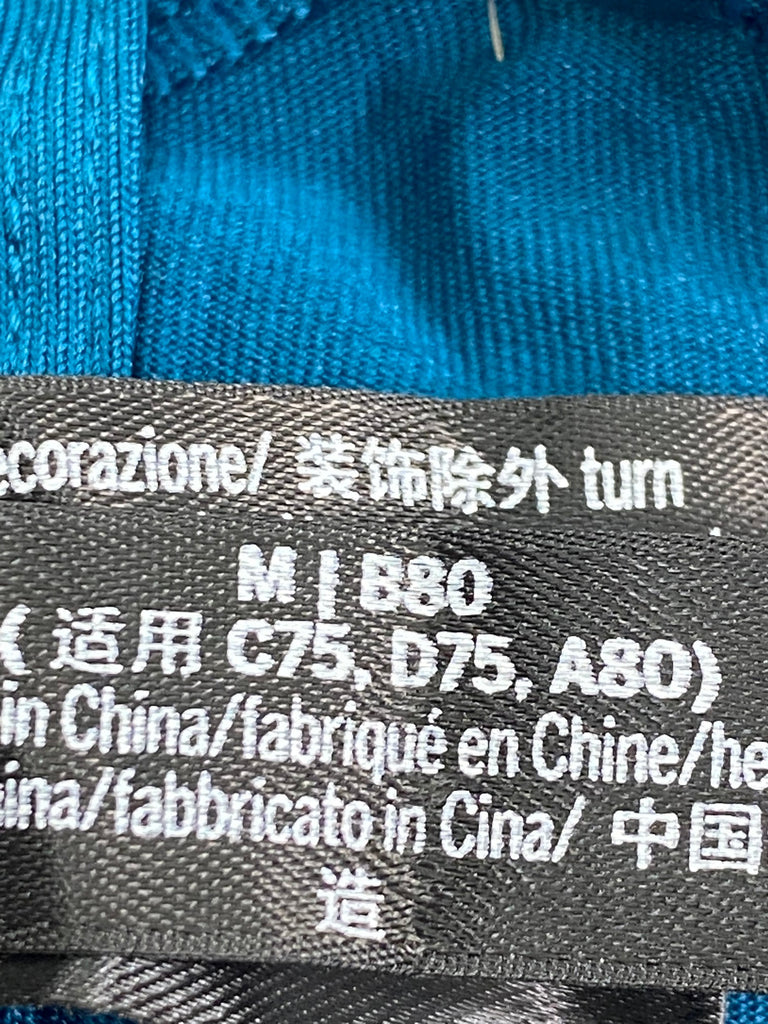 ecorazione/ 装饰除外 turn
M | B80
( 适用 C75, D75, A80)
in China/fabriqué en Chine/he
ina/fabbricato in Cina/ 中国
造